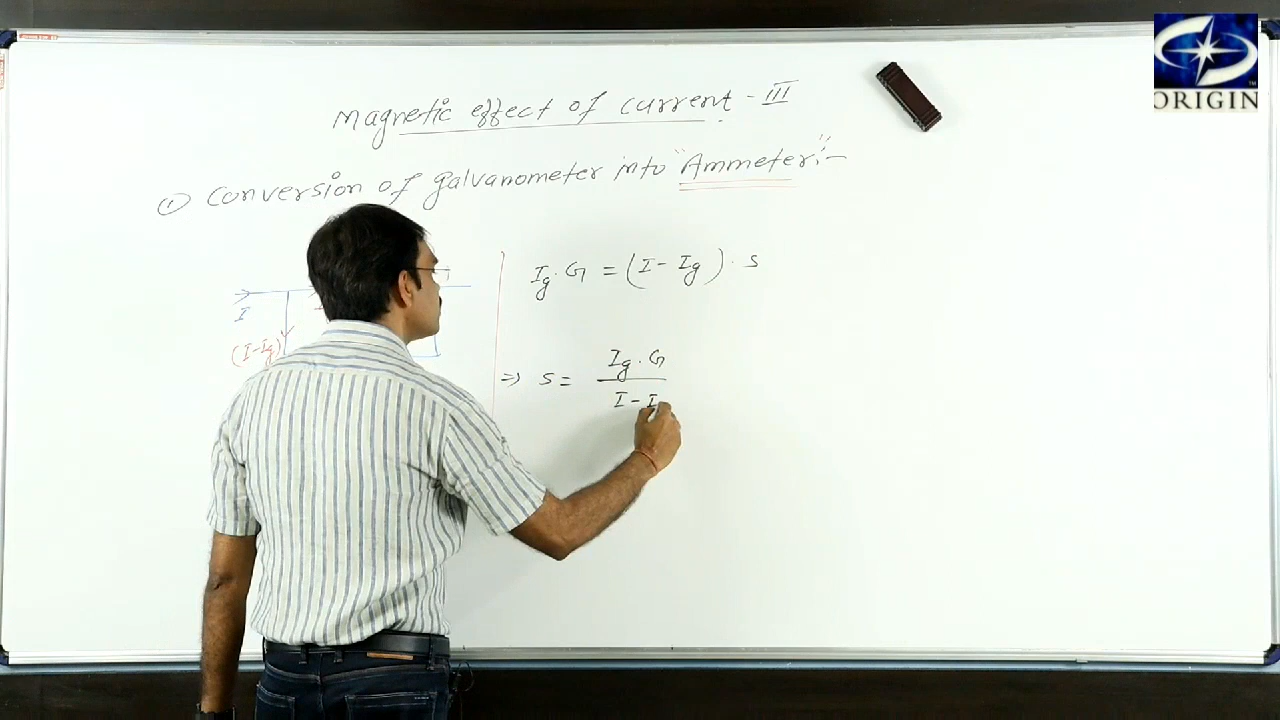 Magnetic effect of current - III
① Conversion of galvanometer into "Ammeter":-
I
(I-Ig)
Ig . G = (I - Ig) . S
⇒ S = Ig . G / I - I
ORIGIN